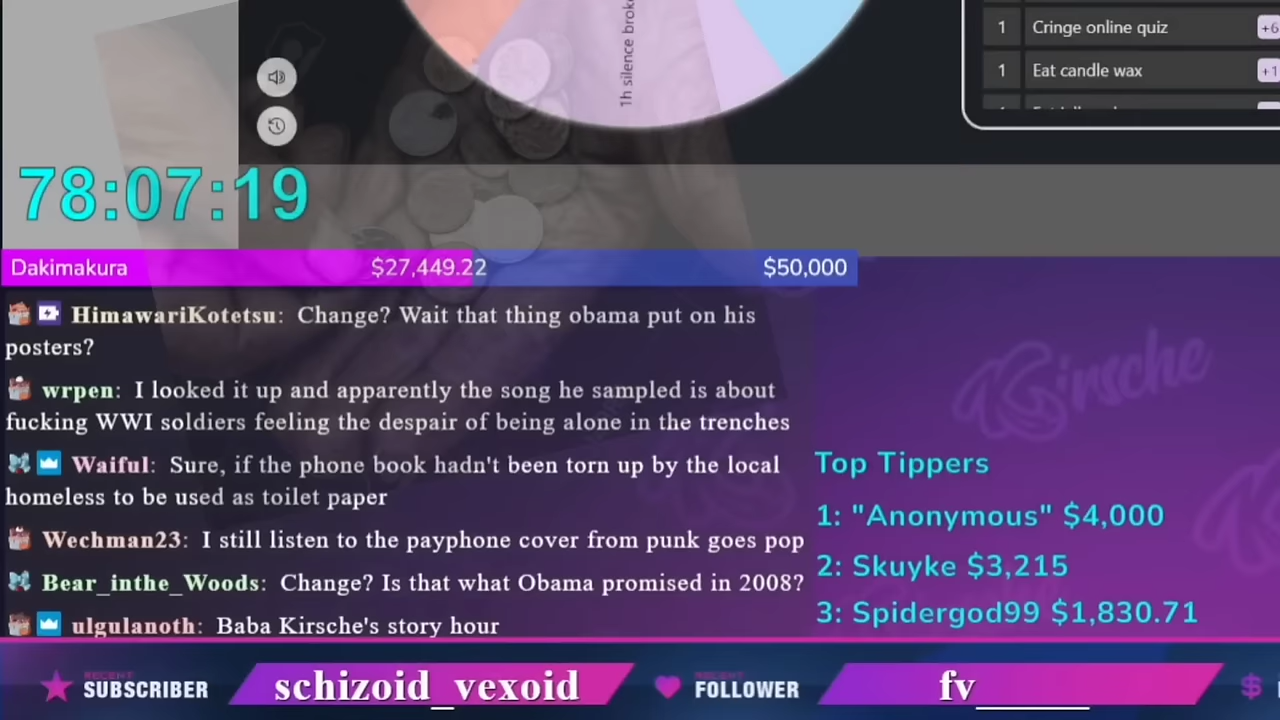 1 Cringe online quiz +6
1h silence broke
1 Eat candle wax +1
78:07:19
Dakimakura $27,449.22 $50,000
HimawariKotetsu: Change? Wait that thing obama put on his
posters?
wrpen: I looked it up and apparently the song he sampled is about
fucking WWI soldiers feeling the despair of being alone in the trenches
Waiful: Sure, if the phone book hadn't been torn up by the local
homeless to be used as toilet paper
Wechman23: I still listen to the payphone cover from punk goes pop
Bear_inthe_Woods: Change? Is that what Obama promised in 2008?
ulgulanoth: Baba Kirsche's story hour
Kirsche
Top Tippers
1: "Anonymous" $4,000
2: Skuyke $3,215
3: Spidergod99 $1,830.71
RECENT
SUBSCRIBER
schizoid_vexoid
RECENT
FOLLOWER
fv______
$